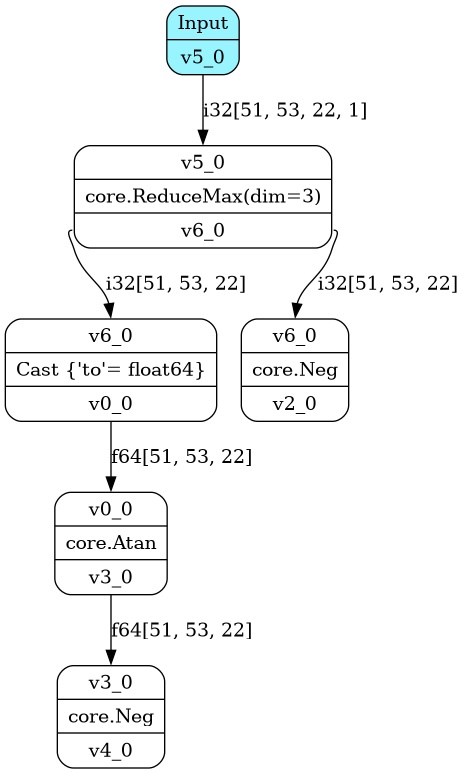 Input
v5_0
i32[51, 53, 22, 1]
v5_0
core.ReduceMax(dim=3)
v6_0
i32[51, 53, 22]
i32[51, 53, 22]
v6_0
Cast {'to'= float64}
v0_0
v6_0
core.Neg
v2_0
f64[51, 53, 22]
v0_0
core.Atan
v3_0
f64[51, 53, 22]
v3_0
core.Neg
v4_0